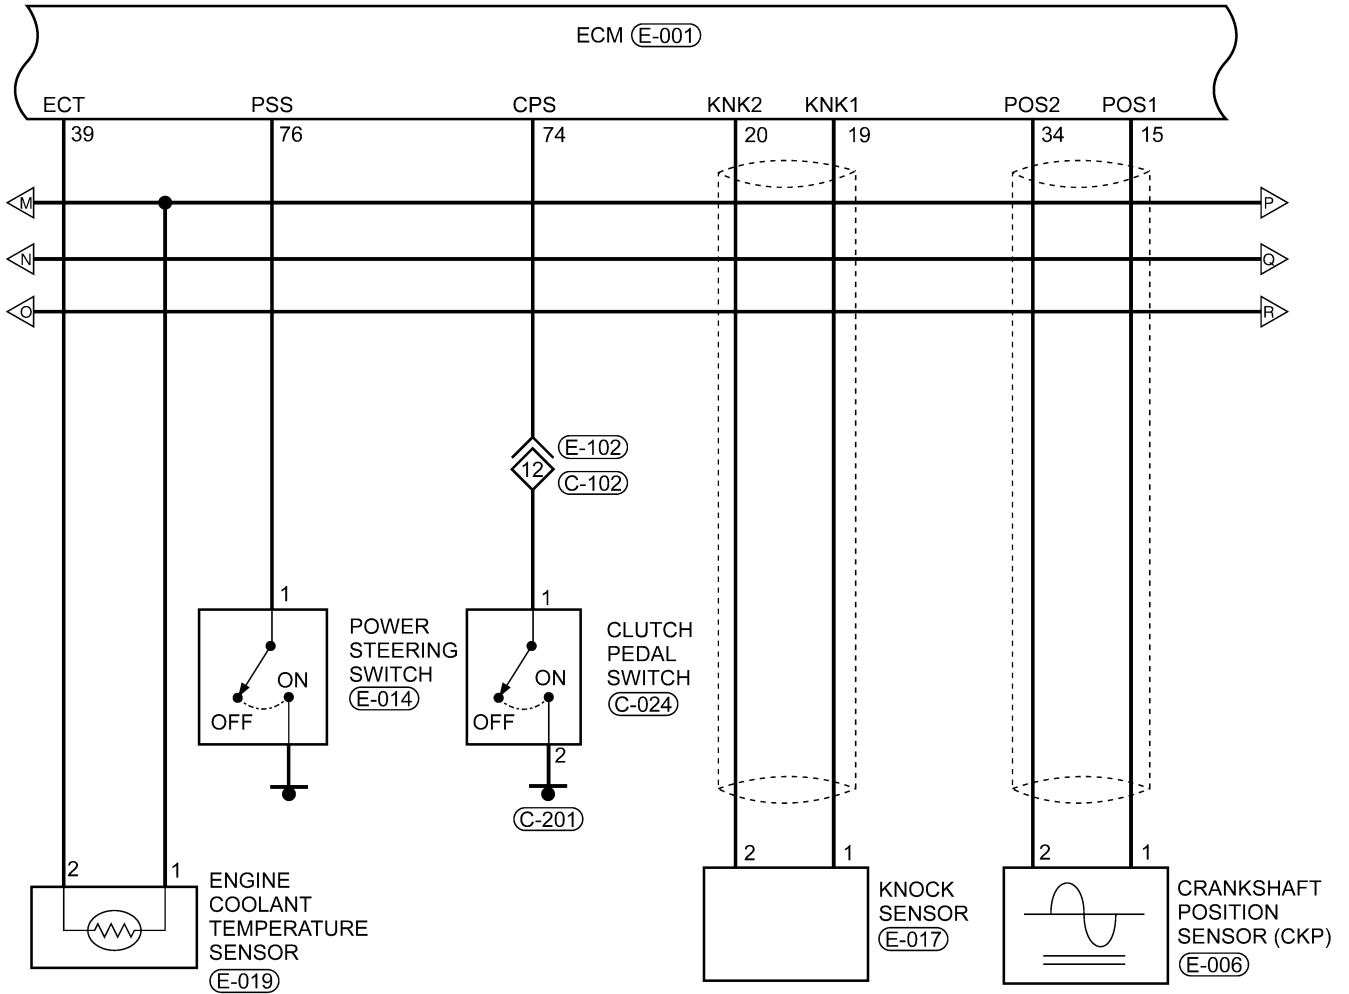 ECM E-001
ECT PSS CPS KNK2 KNK1 POS2 POS1
39 76 74 20 19 34 15
M P
N Q
O R
E-102
12
C-102
1
POWER
STEERING
SWITCH
E-014
ON
OFF
1
CLUTCH
PEDAL
SWITCH
C-024
ON
OFF
2
C-201
2 1
ENGINE
COOLANT
TEMPERATURE
SENSOR
E-019
2 1
KNOCK
SENSOR
E-017
2 1
CRANKSHAFT
POSITION
SENSOR (CKP)
E-006